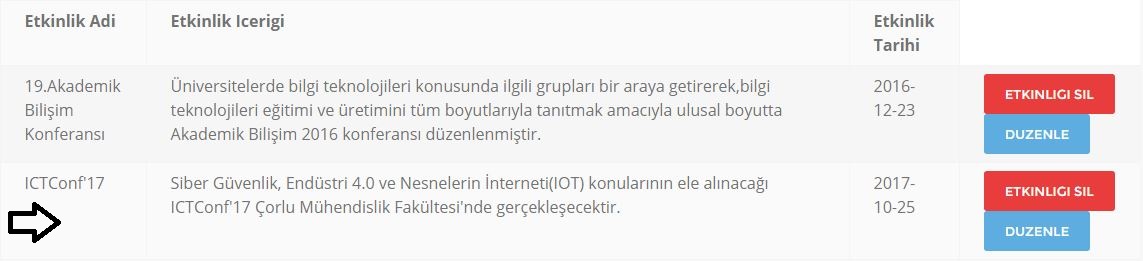 Etkinlik Adi
Etkinlik Icerigi
Etkinlik
Tarihi
19.Akademik
Bilişim
Konferansı
Üniversitelerde bilgi teknolojileri konusunda ilgili grupları bir araya getirerek,bilgi
teknolojileri eğitimi ve üretimini tüm boyutlarıyla tanıtmak amacıyla ulusal boyutta
Akademik Bilişim 2016 konferansı düzenlenmiştir.
2016-
12-23
ETKINLIGI SIL
DUZENLE
ICTConf'17
Siber Güvenlik, Endüstri 4.0 ve Nesnelerin İnterneti(IOT) konularının ele alınacağı
ICTConf'17 Çorlu Mühendislik Fakültesi'nde gerçekleşecektir.
2017-
10-25
ETKINLIGI SIL
DUZENLE